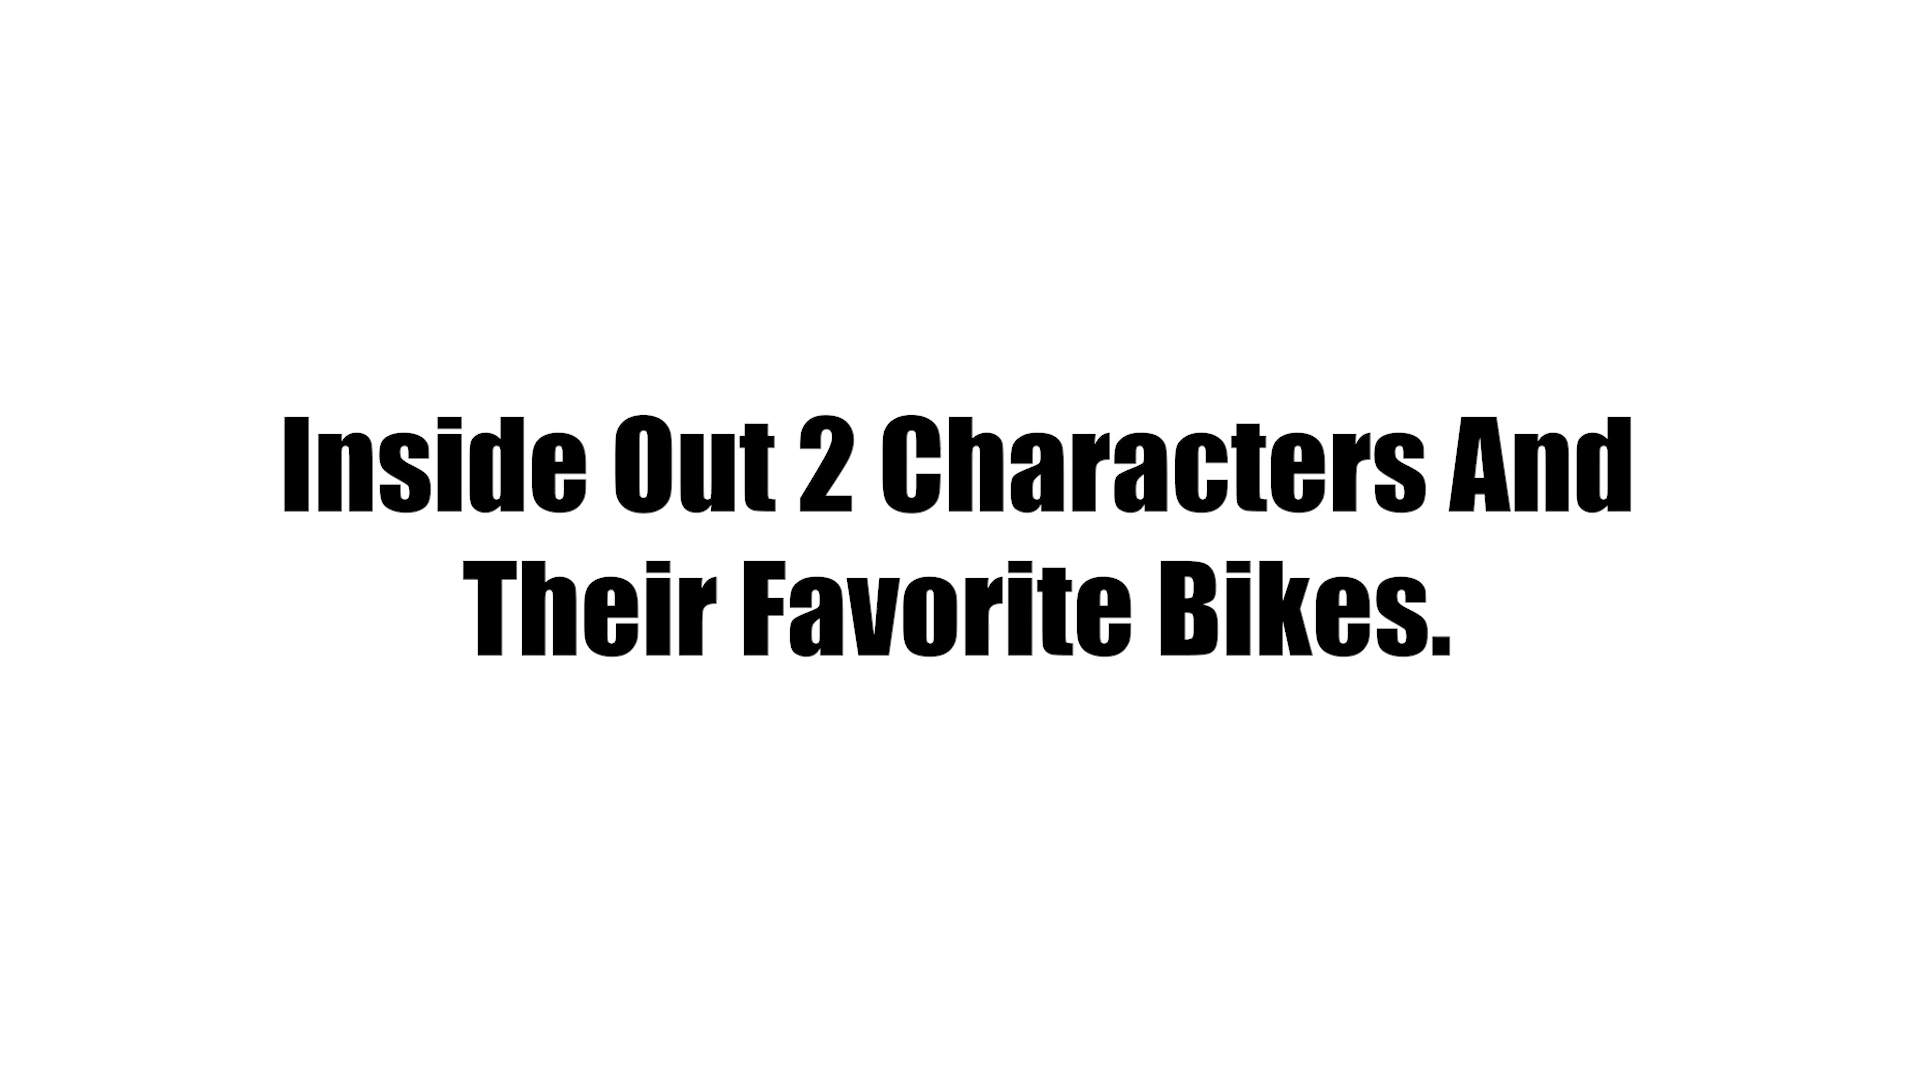 Inside Out 2 Characters And
Their Favorite Bikes.